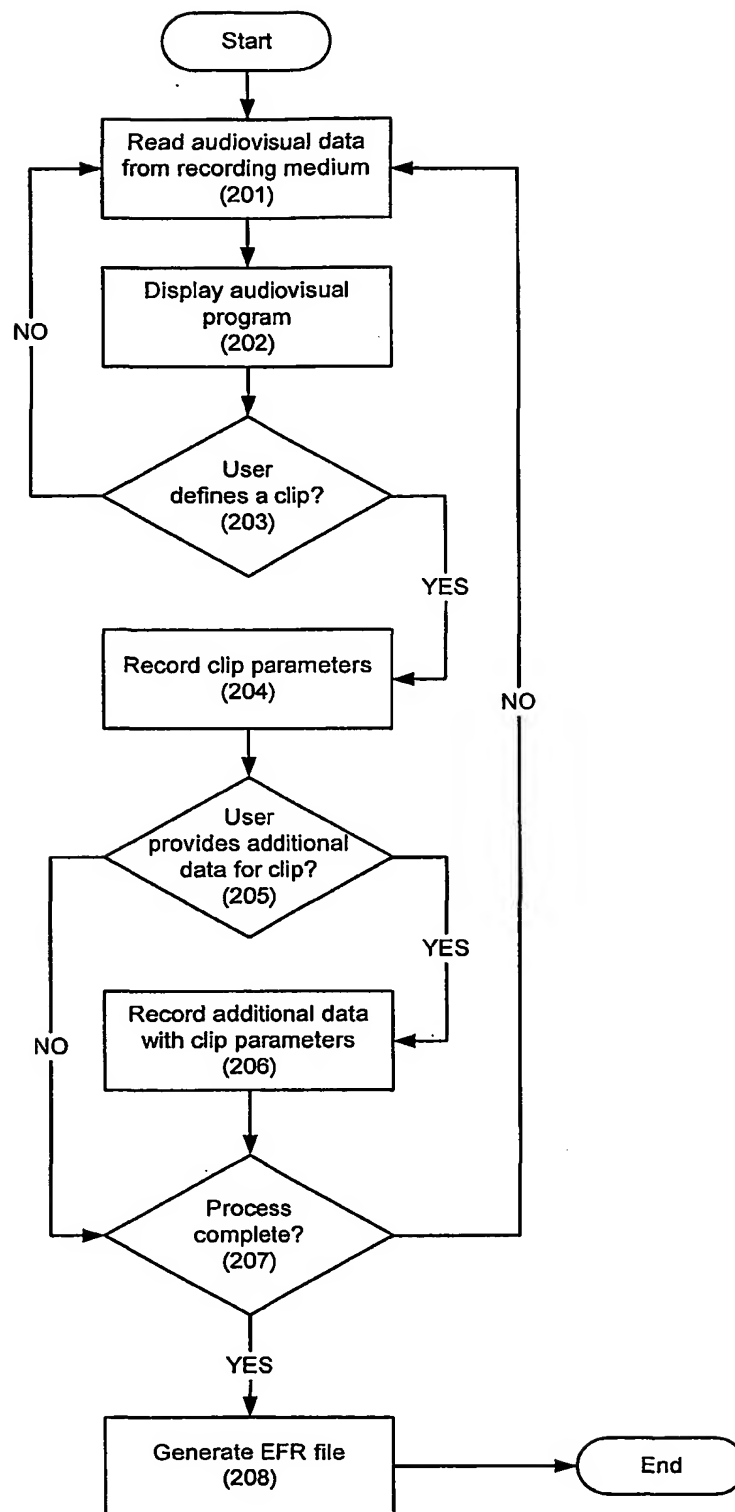 Start
Read audiovisual data
from recording medium
(201)
Display audiovisual
program
(202)
NO
User
defines a clip?
(203)
YES
Record clip parameters
(204)
NO
User
provides additional
data for clip?
(205)
YES
Record additional data
with clip parameters
(206)
NO
Process
complete?
(207)
YES
Generate EFR file
(208)
End